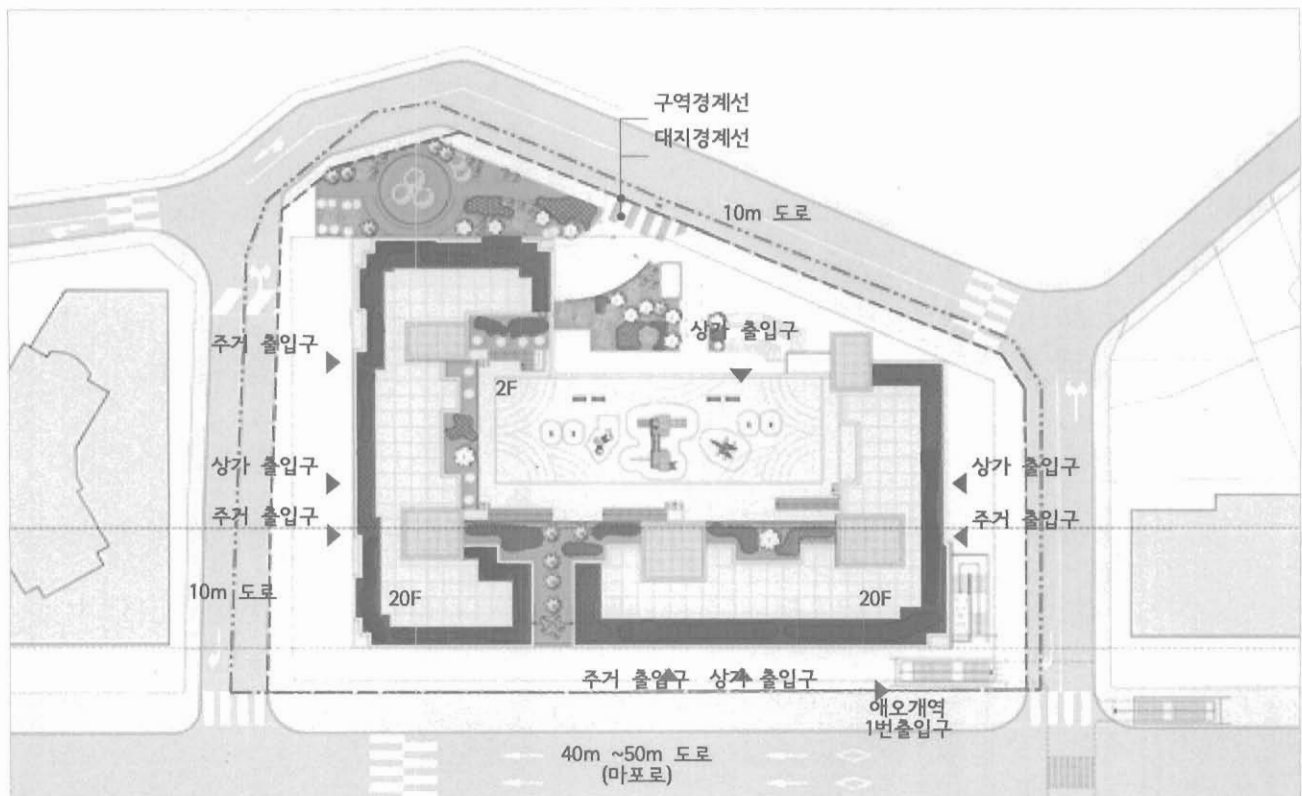 구역경계선
대지경계선
10m 도로
주거 출입구
상가 출입구
2F
상가 출입구
상가 출입구
주거 출입구
주거 출입구
10m 도로
20F
20F
주거 출입구 상가 출입구
애오개역
1번출입구
40m ~50m 도로
(마포로)